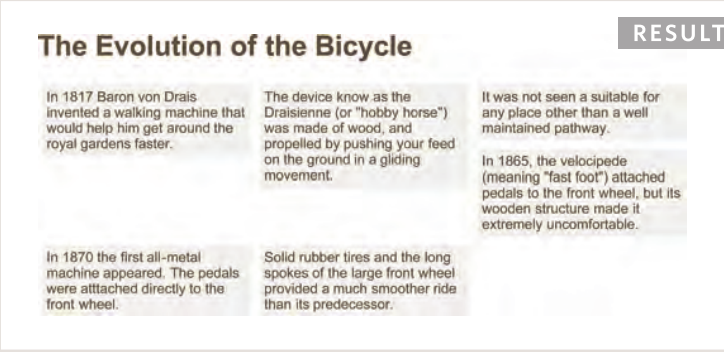 The Evolution of the Bicycle
RESULT
In 1817 Baron von Drais
invented a walking machine that
would help him get around the
royal gardens faster.
The device know as the
Draisienne (or "hobby horse")
was made of wood, and
propelled by pushing your feed
on the ground in a gliding
movement.
It was not seen a suitable for
any place other than a well
maintained pathway.
In 1865, the velocipede
(meaning "fast foot") attached
pedals to the front wheel, but its
wooden structure made it
extremely uncomfortable.
In 1870 the first all-metal
machine appeared. The pedals
were atttached directly to the
front wheel.
Solid rubber tires and the long
spokes of the large front wheel
provided a much smoother ride
than its predecessor.